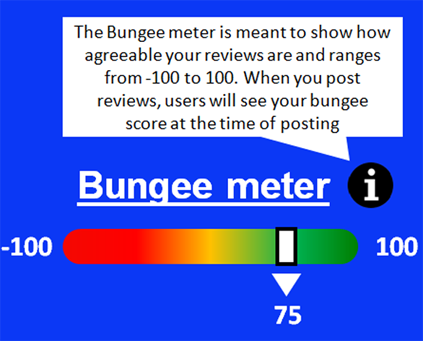 The Bungee meter is meant to show how
agreeable your reviews are and ranges
from -100 to 100. When you post
reviews, users will see your bungee
score at the time of posting
Bungee meter i
-100 100
75